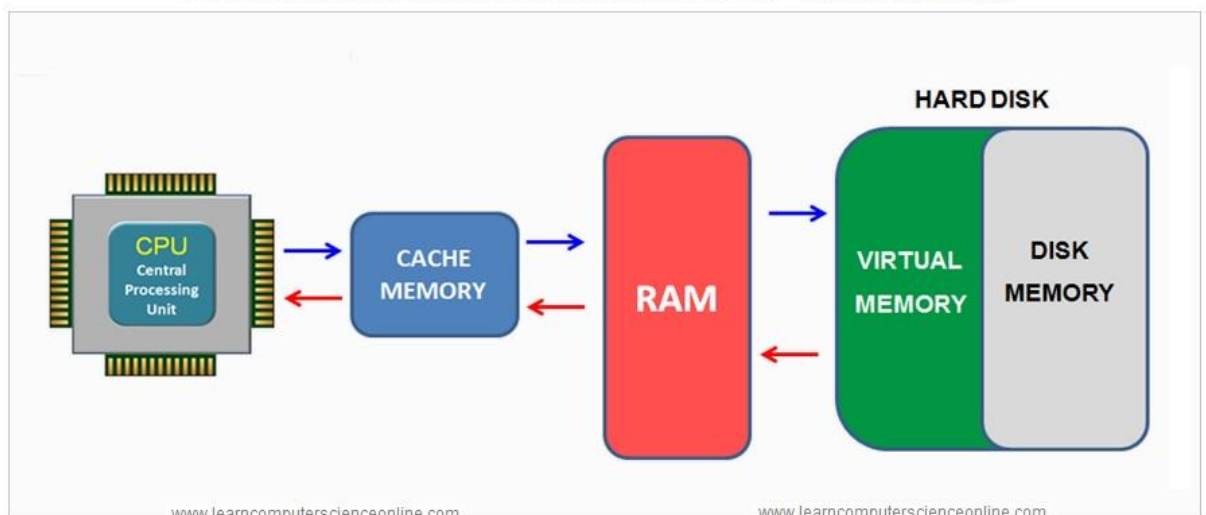 HARD DISK
CPU
Central
Processing
Unit
CACHE
MEMORY
RAM
VIRTUAL
MEMORY
DISK
MEMORY
www.learncomputerscienceonline.com
www.learncomputerscienceonline.com